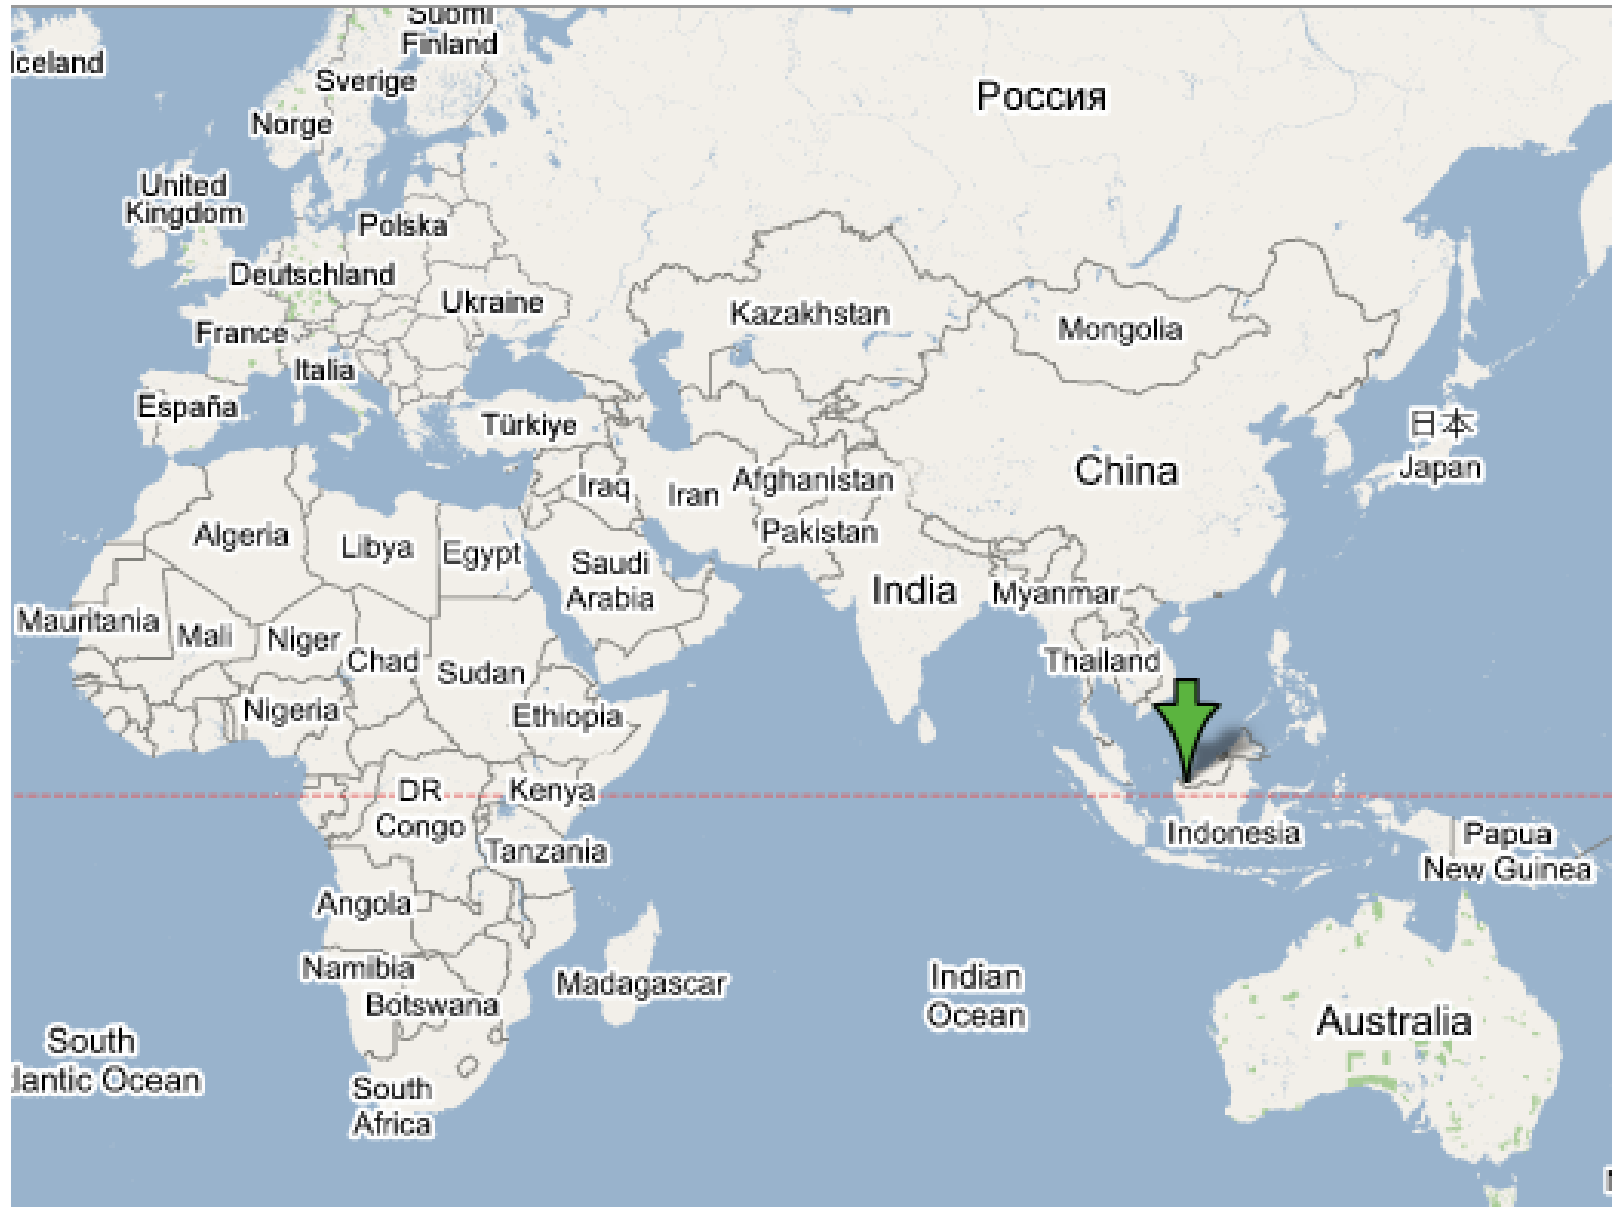 Suomi
Finland
Iceland
Sverige
Россия
Norge
United
Kingdom
Polska
Deutschland
Ukraine
Kazakhstan
Mongolia
France
Italia
España
Türkiye
日本
Japan
China
Iraq
Iran
Afghanistan
Pakistan
Algeria
Libya
Egypt
Saudi
Arabia
India
Myanmar
Mauritania
Mali
Niger
Chad
Sudan
Thailand
Nigeria
Ethiopia
DR
Congo
Kenya
Tanzania
Indonesia
Papua
New Guinea
Angola
Namibia
Botswana
Madagascar
Indian
Ocean
Australia
South
lantic Ocean
South
Africa